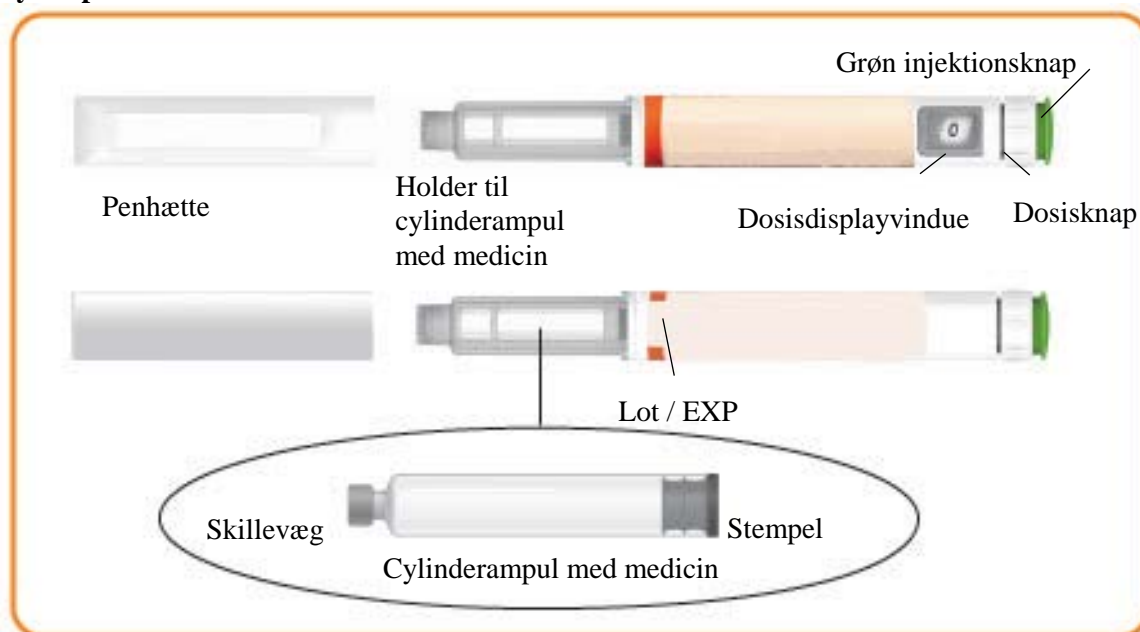 Grøn injektionsknap
0
Penhætte
Holder til
cylinderampul
med medicin
Dosisdisplayvindue
Dosisknap
Lot / EXP
Skillevæg
Stempel
Cylinderampul med medicin